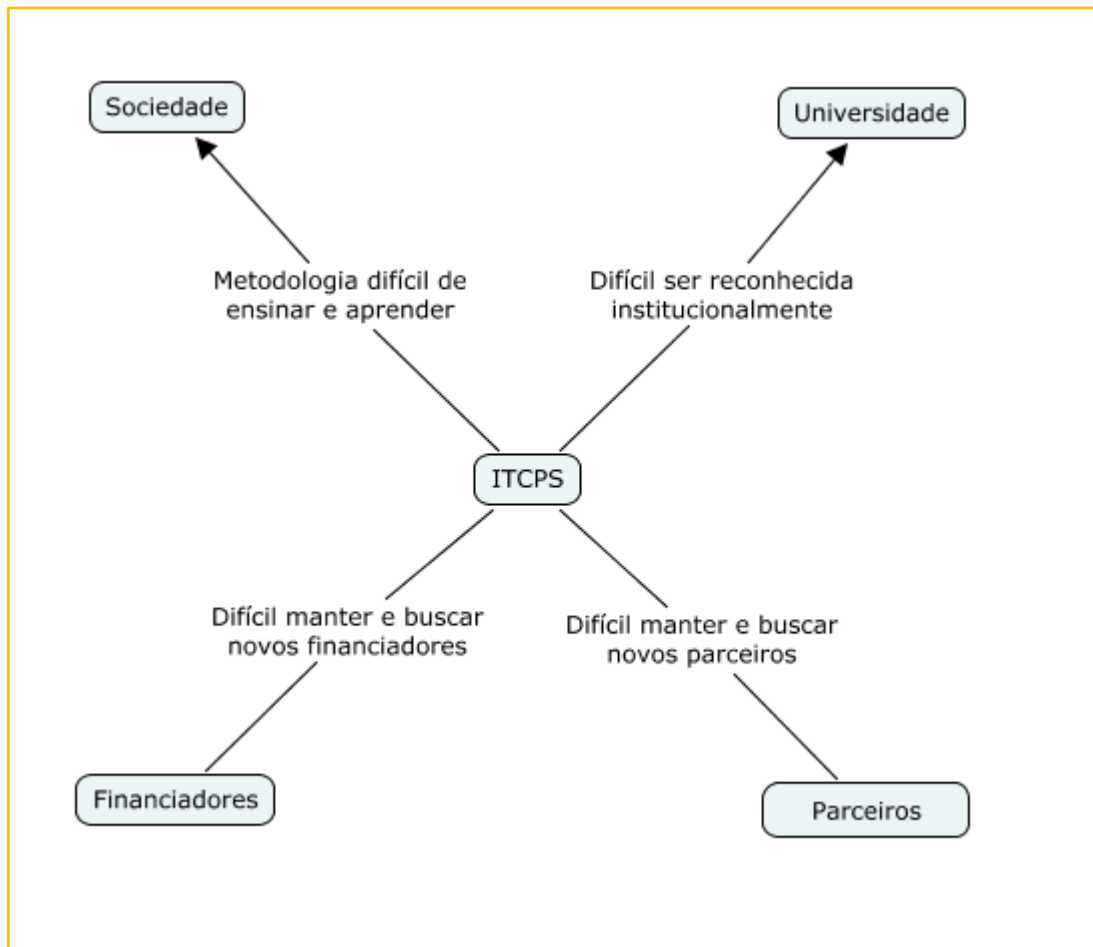 Sociedade
Universidade
Metodologia difícil de
ensinar e aprender
Difícil ser reconhecida
institucionalmente
ITCPS
Difícil manter e buscar
novos financiadores
Difícil manter e buscar
novos parceiros
Financiadores
Parceiros